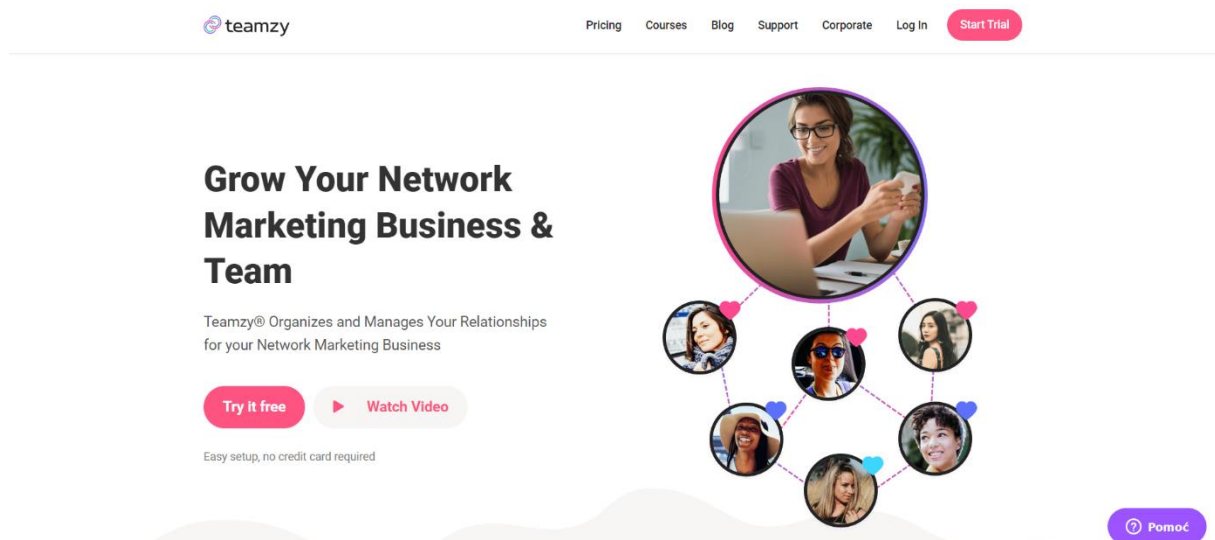 teamzy
Pricing
Courses
Blog
Support
Corporate
Log In
Start Trial
Grow Your Network
Marketing Business &
Team
Teamzy® Organizes and Manages Your Relationships
for your Network Marketing Business
Try it free
Watch Video
Easy setup, no credit card required
Pomoć